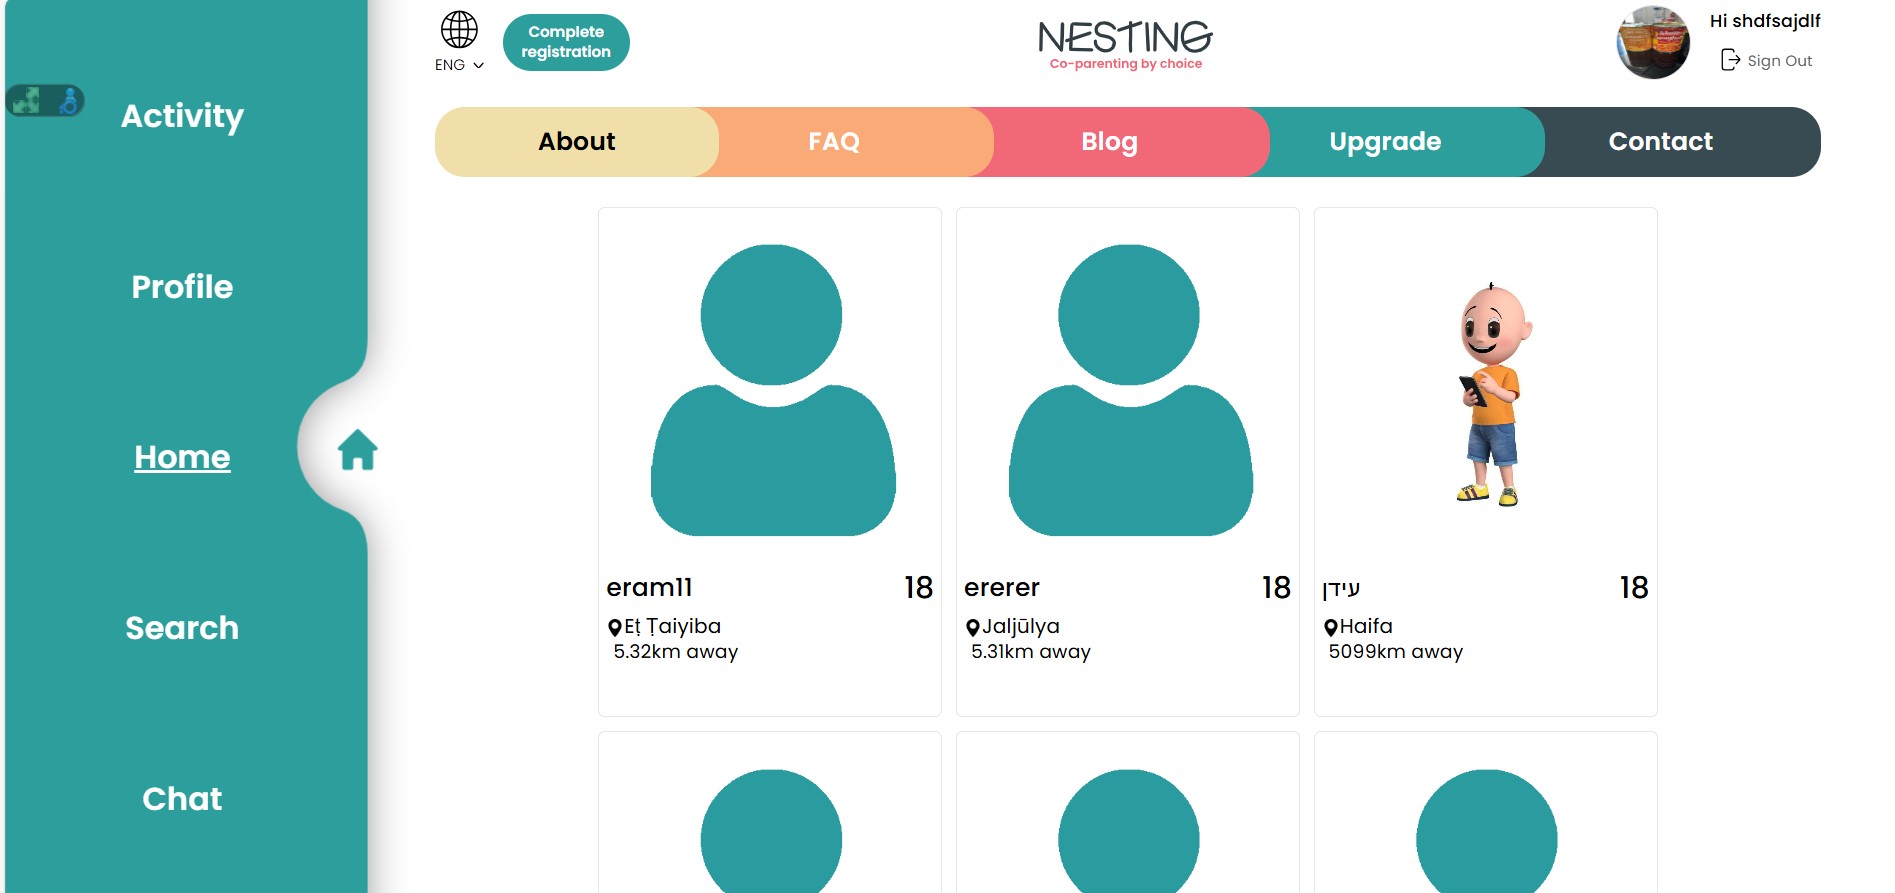 Activity
Profile
Home
Search
Chat
ENG
Complete
registration
NESTING
Co-parenting by choice
Hi shdfsajdlf
Sign Out
About
FAQ
Blog
Upgrade
Contact
eram11
18
Eṭ Ṭaiyiba
5.32km away
ererer
18
Jaljūlya
5.31km away
עידן
18
Haifa
5099km away